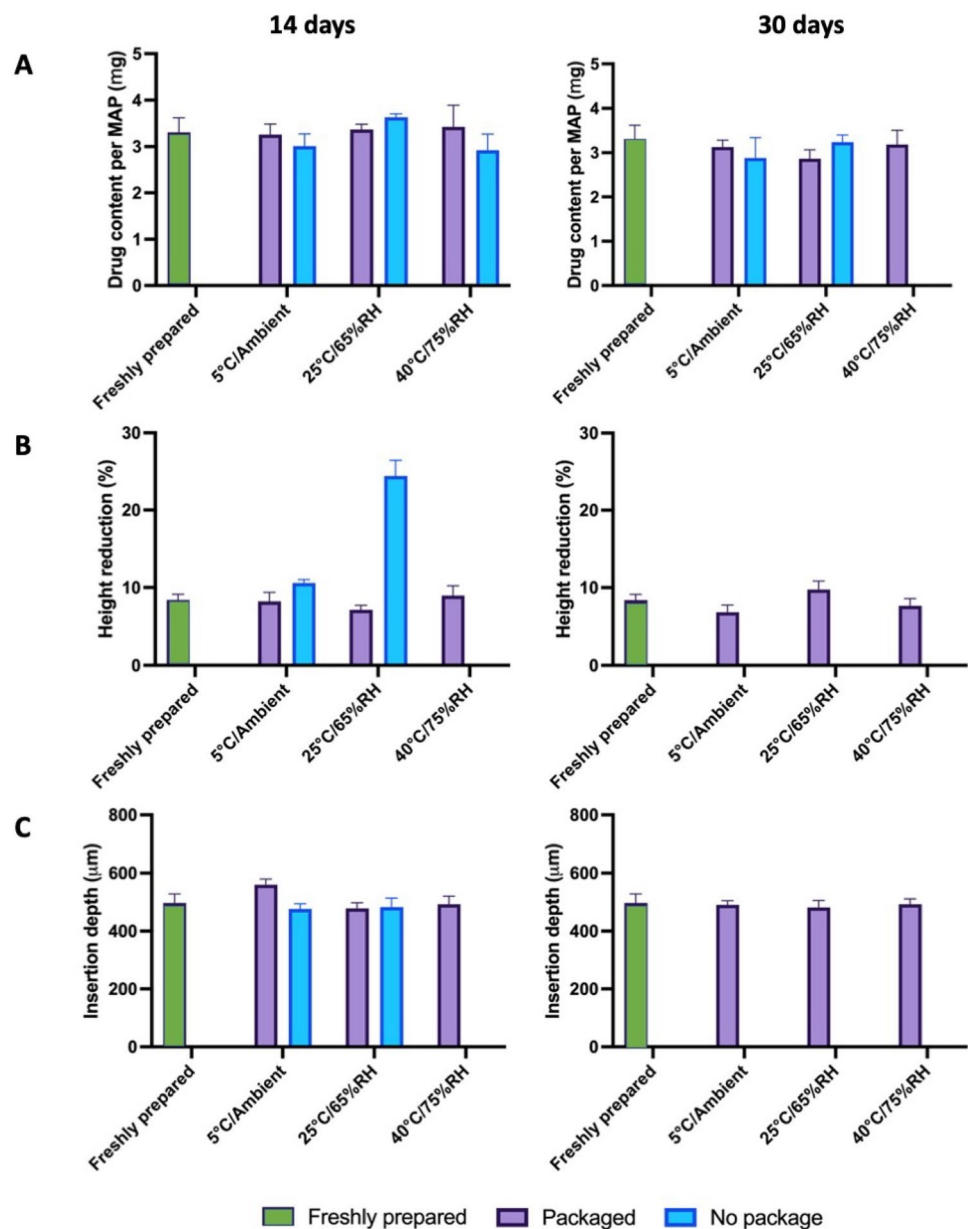 14 days
30 days
A
Drug content per MAP (mg)
5
4
3
2
1
0
Freshly prepared
5°C/Ambient
25°C/65%RH
40°C/75%RH
Drug content per MAP (mg)
5
4
3
2
1
0
Freshly prepared
5°C/Ambient
25°C/65%RH
40°C/75%RH
B
Height reduction (%)
30
20
10
0
Freshly prepared
5°C/Ambient
25°C/65%RH
40°C/75%RH
Height reduction (%)
30
20
10
0
Freshly prepared
5°C/Ambient
25°C/65%RH
40°C/75%RH
C
Insertion depth (μm)
800
600
400
200
0
Freshly prepared
5°C/Ambient
25°C/65%RH
40°C/75%RH
Insertion depth (μm)
800
600
400
200
0
Freshly prepared
5°C/Ambient
25°C/65%RH
40°C/75%RH
Freshly prepared
Packaged
No package